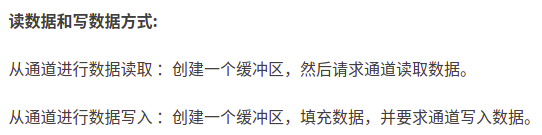 读数据和写数据方式:
从通道进行数据读取 ：创建一个缓冲区，然后请求通道读取数据。
从通道进行数据写入 ：创建一个缓冲区，填充数据，并要求通道写入数据。